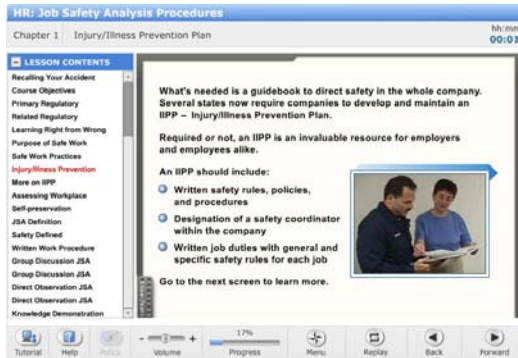 HR: Job Safety Analysis Procedures
Chapter 1 Injury/Illness Prevention Plan
hh:mm
00:01
LESSON CONTENTS
Recalling Your Accident
Course Objectives
Primary Regulatory
Related Regulatory
Learning Right from Wrong
Purpose of Safe Work
Safe Work Practices
Injury/Illness Prevention
More on IIPP
Assessing Workplace
Self-preservation
JSA Definition
Safety Defined
Written Work Procedure
Group Discussion JSA
Group Discussion JSA
Direct Observation JSA
Direct Observation JSA
Knowledge Demonstration
What's needed is a guidebook to direct safety in the whole company.
Several states now require companies to develop and maintain an
IIPP – Injury/Illness Prevention Plan.
Required or not, an IIPP is an invaluable resource for employers
and employees alike.
An IIPP should include:
Written safety rules, policies,
and procedures
Designation of a safety coordinator
within the company
Written job duties with general and
specific safety rules for each job
Go to the next screen to learn more.
Tutorial
Help
Policy
- +
Volume
17%
Progress
Menu
Replay
Back
Forward